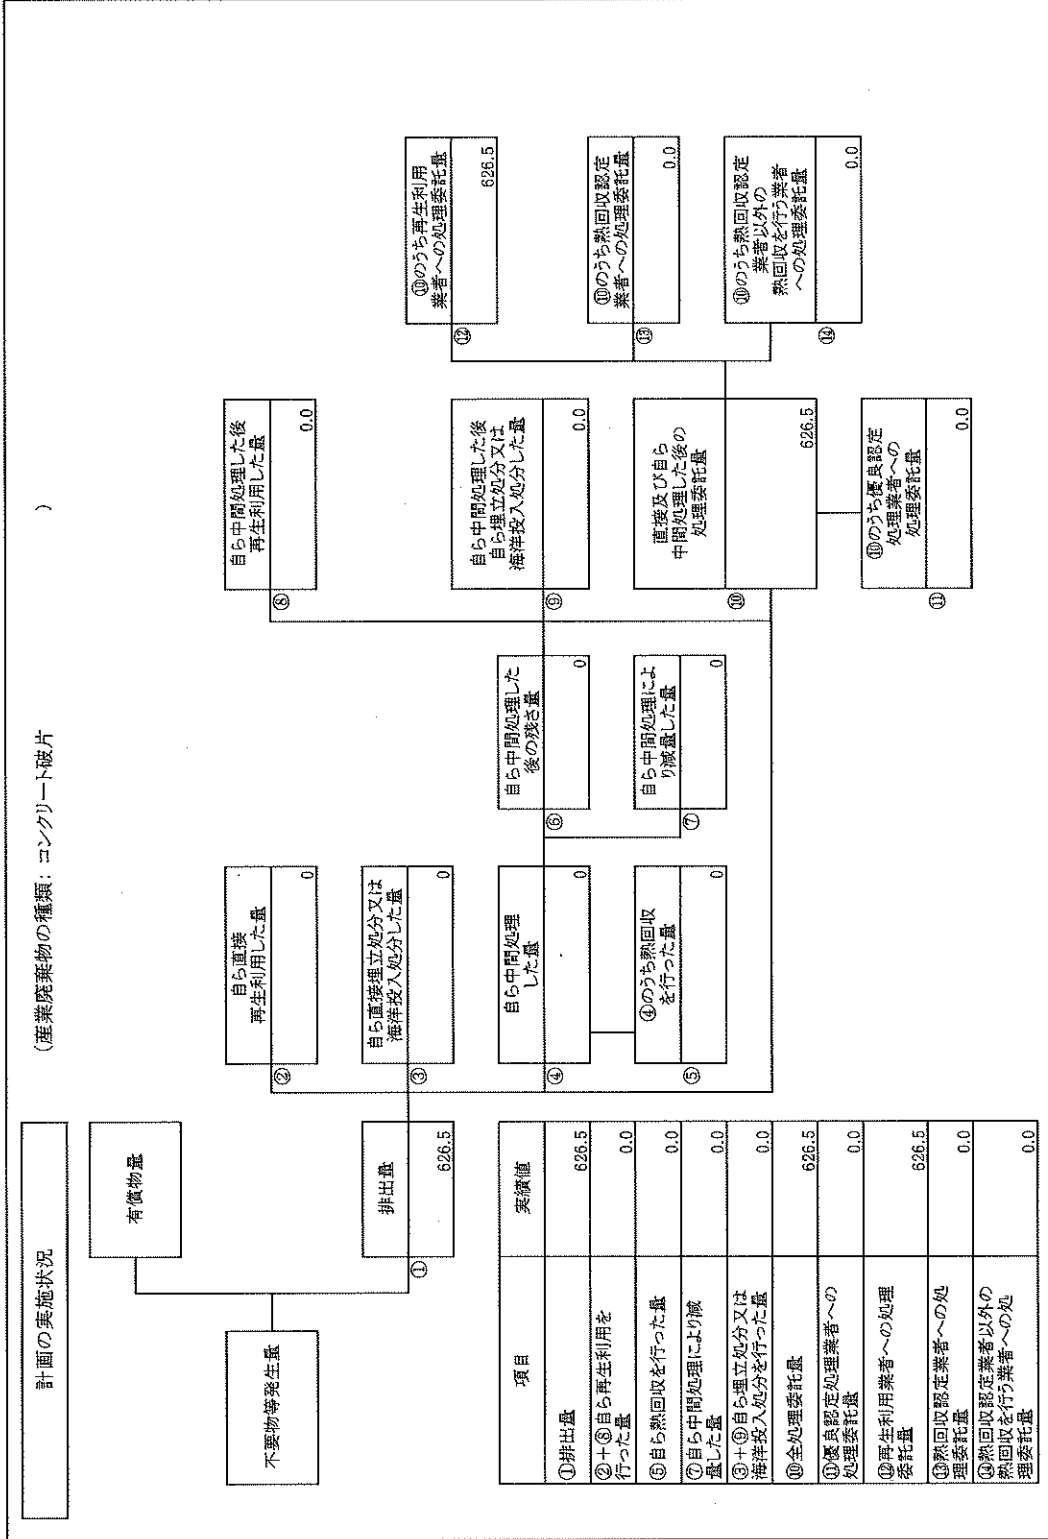 計画の実施状況
(産業廃棄物の種類: コンクリート破片
)
不要物等発生量
有償物量
①
排出量
626.5
②
自ら直接
再生利用した量
0
③
自ら直接埋立処分又は
海洋投入処分した量
0
④
自ら中間処理
した量
0
⑤
④のうち熱回収
を行った量
0
⑥
自ら中間処理した
後の残さ量
0
⑦
自ら中間処理によ
り減量した量
0
⑧
自ら中間処理した後
再生利用した量
0.0
⑨
自ら中間処理した後
自ら埋立処分又は
海洋投入処分した量
0.0
⑩
直接及び自ら
中間処理した後の
処理委託量
626.5
⑪
⑩のうち優良認定
処理業者への
処理委託量
0.0
⑫
⑩のうち再生利用
業者への処理委託量
626.5
⑬
⑩のうち熱回収認定
業者への処理委託量
0.0
⑭
⑩のうち熱回収認定
業者以外の
熱回収を行う業者
への処理委託量
0.0
項目 実績値
①排出量 626.5
②+⑧自ら再生利用を
行った量 0.0
⑤自ら熱回収を行った量 0.0
⑦自ら中間処理により減
量した量 0.0
③+⑨自ら埋立処分又は
海洋投入処分を行った量 0.0
⑩全処理委託量 626.5
⑪優良認定処理業者への
処理委託量 0.0
⑫再生利用業者への処理
委託量 626.5
⑬熱回収認定業者への処
理委託量 0.0
⑭熱回収認定業者以外の
熱回収を行う業者への処
理委託量 0.0